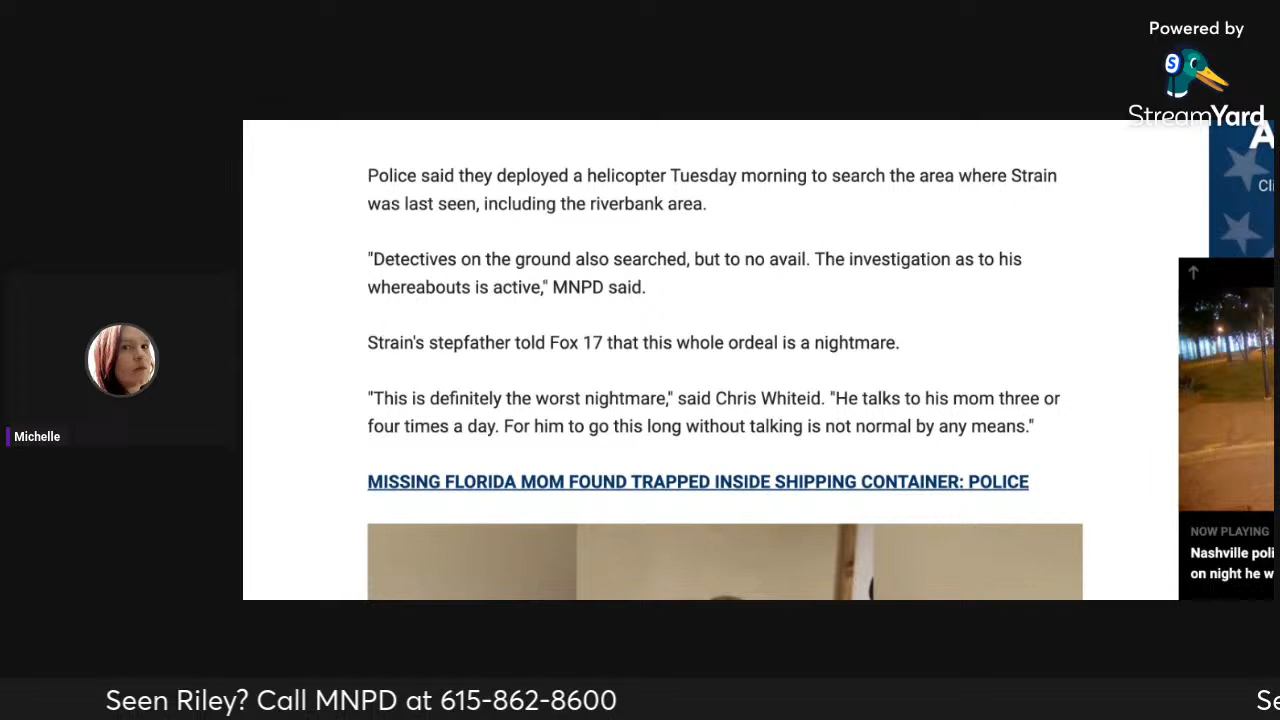 Powered by
StreamYard
Police said they deployed a helicopter Tuesday morning to search the area where Strain
was last seen, including the riverbank area.
"Detectives on the ground also searched, but to no avail. The investigation as to his
whereabouts is active," MNPD said.
Strain's stepfather told Fox 17 that this whole ordeal is a nightmare.
"This is definitely the worst nightmare," said Chris Whiteid. "He talks to his mom three or
four times a day. For him to go this long without talking is not normal by any means."
MISSING FLORIDA MOM FOUND TRAPPED INSIDE SHIPPING CONTAINER: POLICE
A
Cli
NOW PLAYING
Nashville poli
on night he w
Michelle
Seen Riley? Call MNPD at 615-862-8600
Se